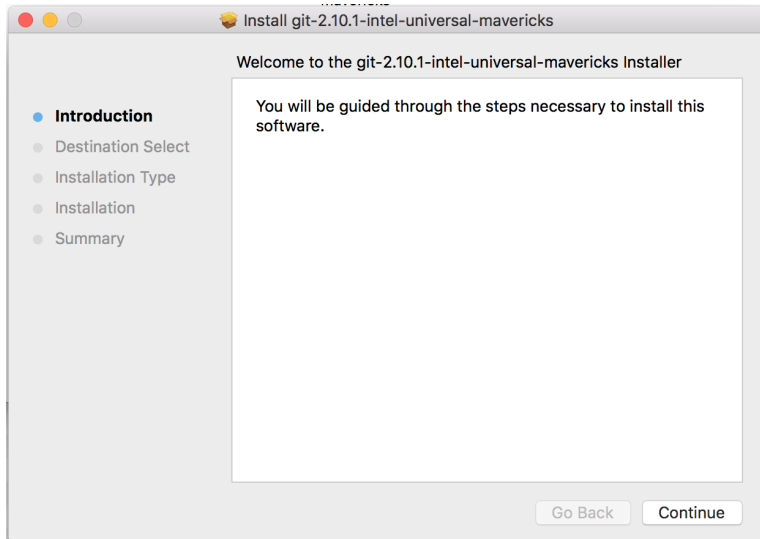 Install git-2.10.1-intel-universal-mavericks
Welcome to the git-2.10.1-intel-universal-mavericks Installer
Introduction
Destination Select
Installation Type
Installation
Summary
You will be guided through the steps necessary to install this
software.
Go Back
Continue